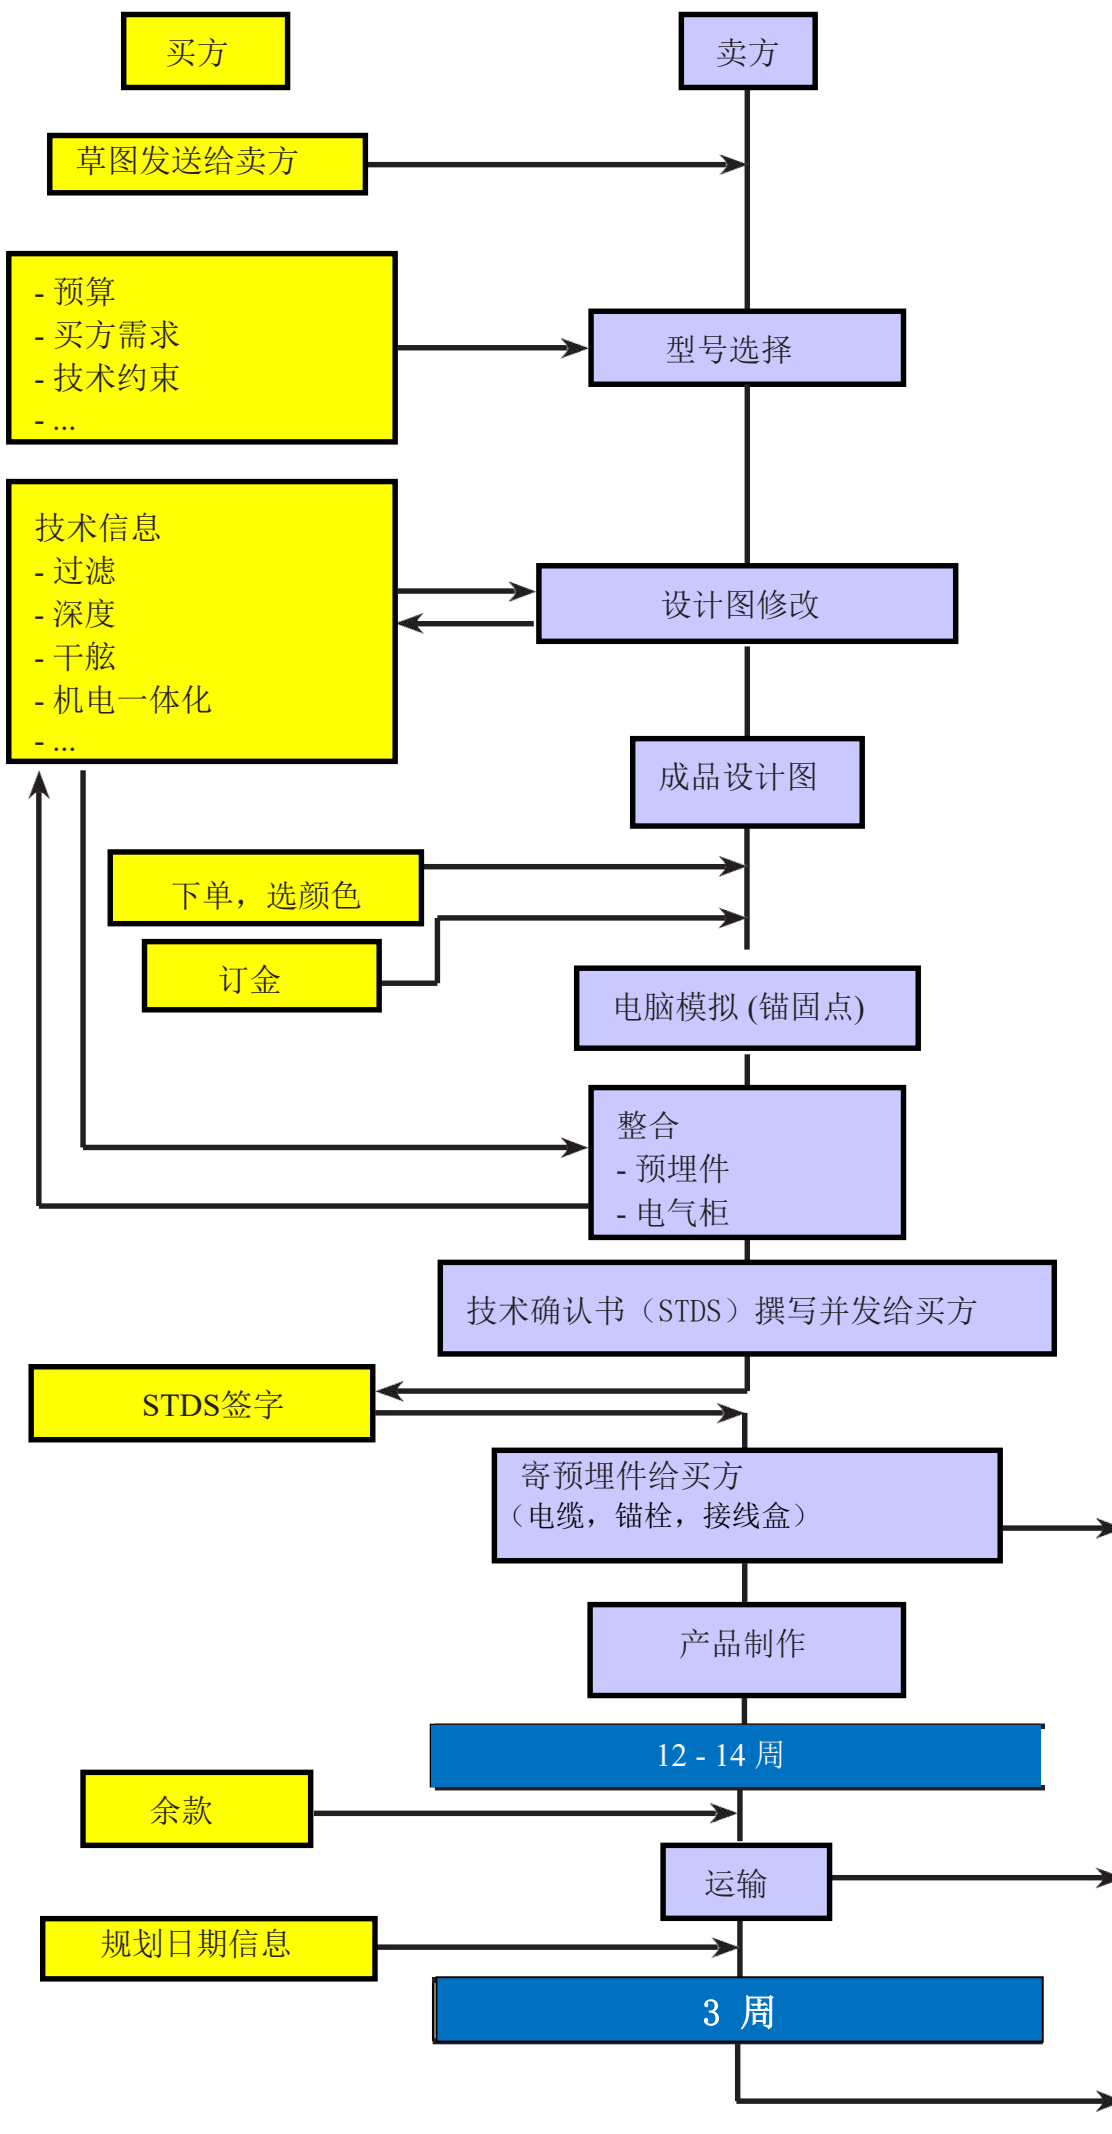 买方
卖方
草图发送给卖方
- 预算
- 买方需求
- 技术约束
- ...
型号选择
技术信息
- 过滤
- 深度
- 干舷
- 机电一体化
- ...
设计图修改
成品设计图
下单，选颜色
订金
电脑模拟 (锚固点)
整合
- 预埋件
- 电气柜
技术确认书（STDS）撰写并发给买方
STDS签字
寄预埋件给买方
（电缆，锚栓，接线盒）
产品制作
12 - 14 周
余款
运输
规划日期信息
3 周